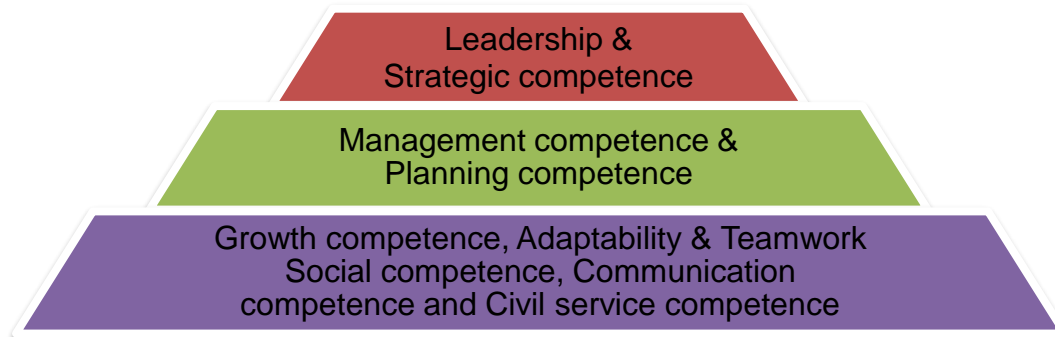 Leadership &
Strategic competence
Management competence &
Planning competence
Growth competence, Adaptability & Teamwork
Social competence, Communication
competence and Civil service competence